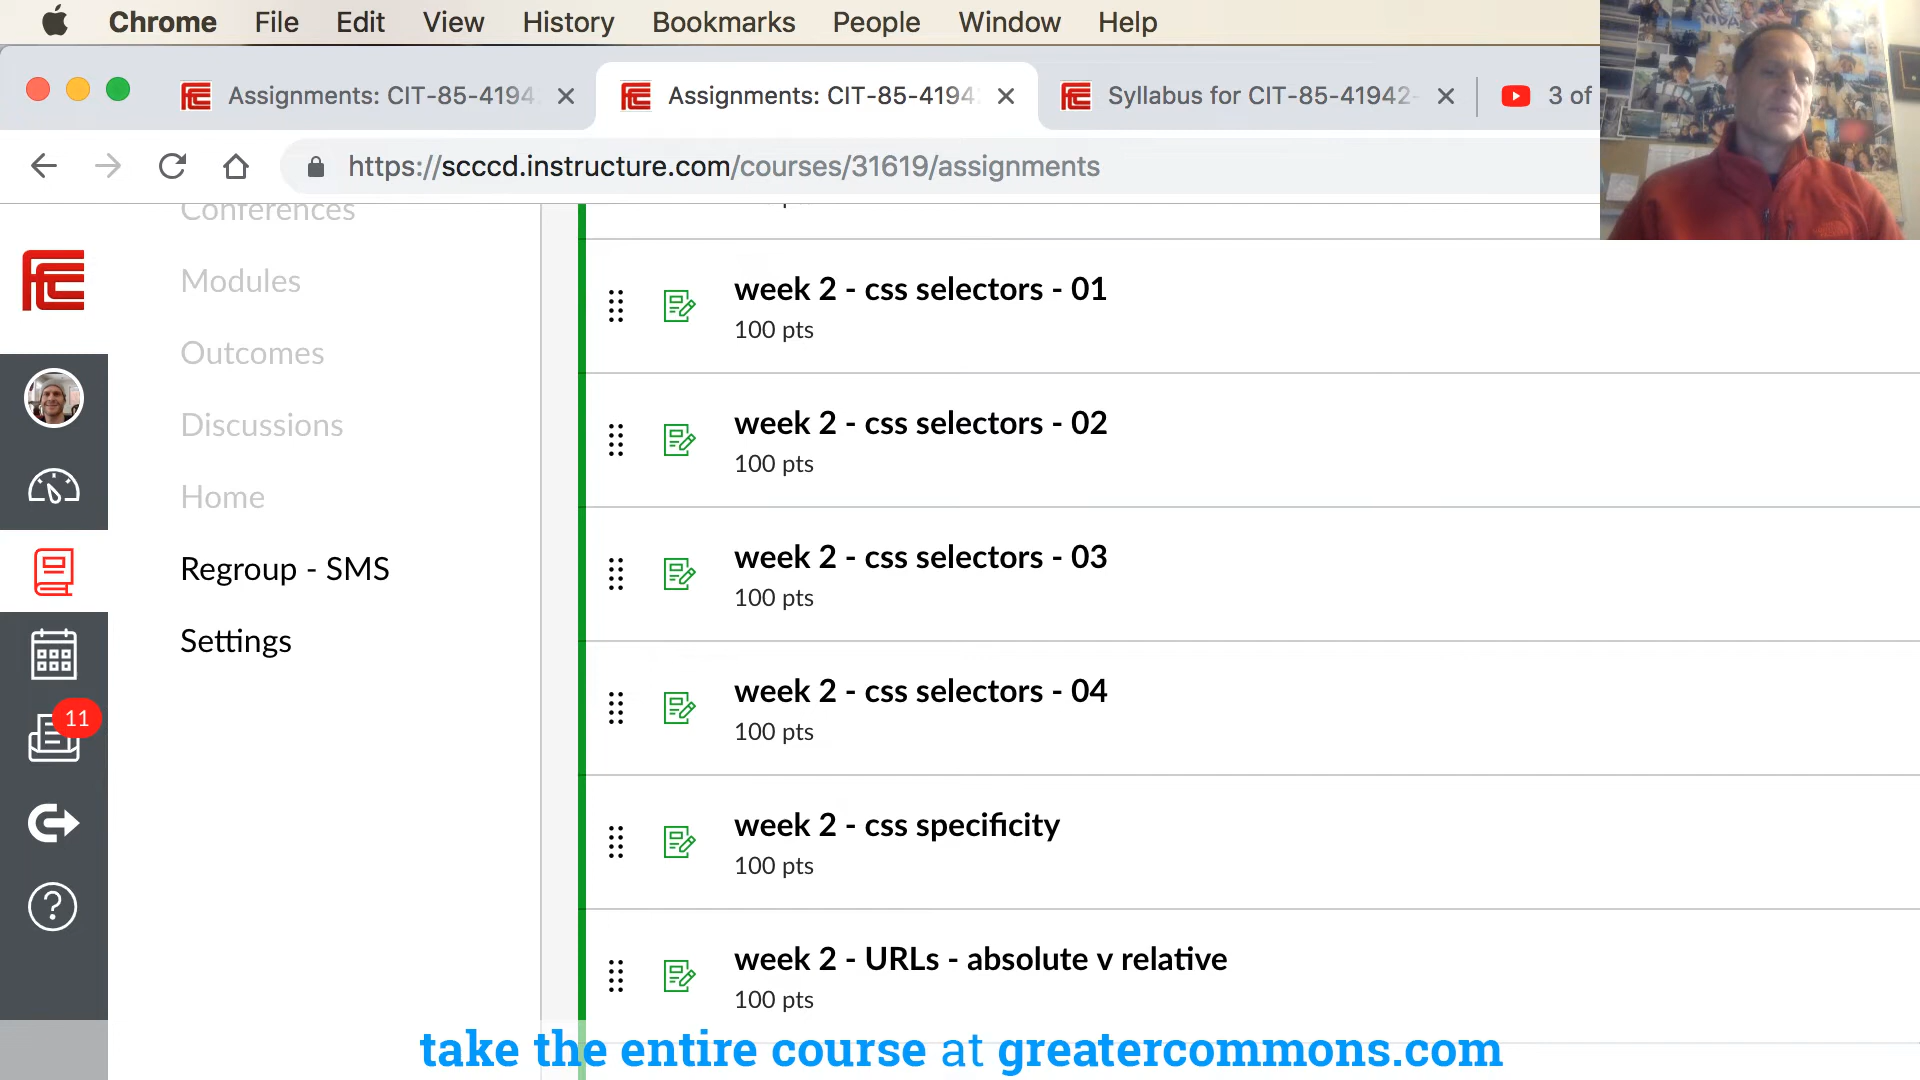 Chrome File Edit View History Bookmarks People Window Help
Assignments: CIT-85-4194
Assignments: CIT-85-4194
Syllabus for CIT-85-41942-
3 of
https://scccd.instructure.com/courses/31619/assignments
Conferences
Modules
Outcomes
Discussions
Home
Regroup - SMS
Settings
11
week 2 - css selectors - 01
100 pts
week 2 - css selectors - 02
100 pts
week 2 - css selectors - 03
100 pts
week 2 - css selectors - 04
100 pts
week 2 - css specificity
100 pts
week 2 - URLs - absolute v relative
100 pts
take the entire course at greatercommons.com